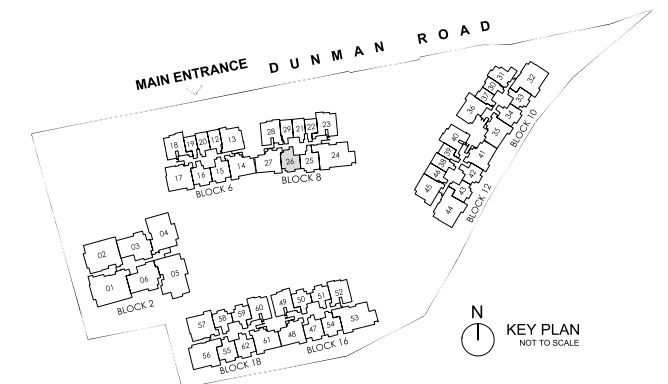 DUNMAN ROAD
MAIN ENTRANCE
18 19 20 12 13
17 16 15 14
BLOCK 6
28 29 21 22 23
27 26 25 24
BLOCK 8
31 32
30
37 33
36 34
35
BLOCK 10
40
39 41
38
46 42
45 43
44
BLOCK 12
02 03 04
01 06 05
BLOCK 2
57 58 59 60
56 55 62 61
BLOCK 18
49 50 51 52
48 47 54 53
BLOCK 16
N
KEY PLAN
NOT TO SCALE